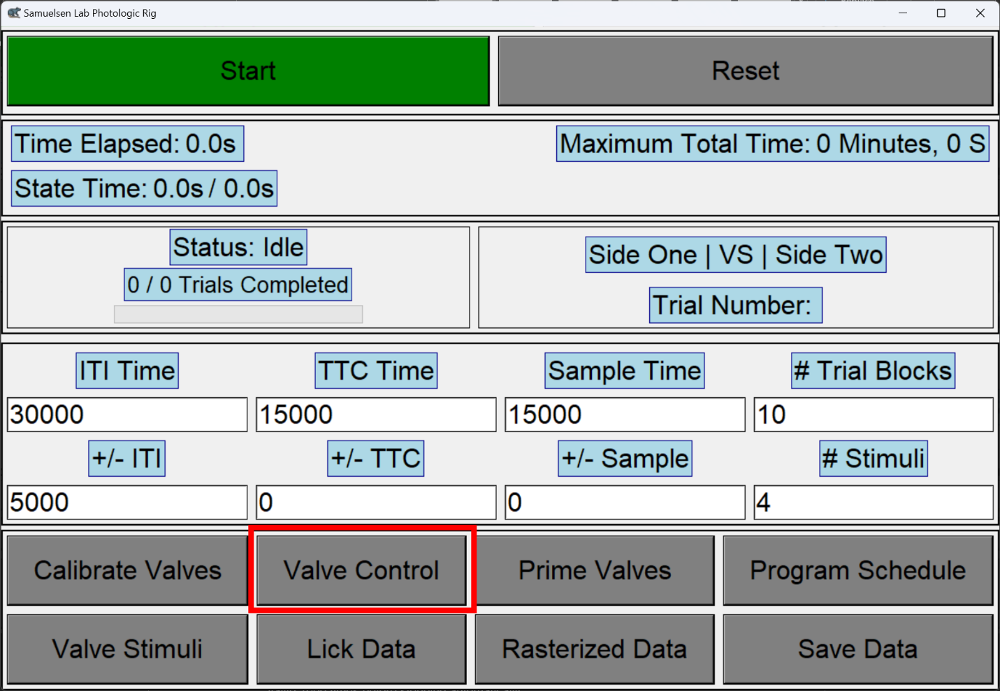 Samuelsen Lab Photologic Rig
Start
Reset
Time Elapsed: 0.0s
Maximum Total Time: 0 Minutes, 0 S
State Time: 0.0s / 0.0s
Status: Idle
0 / 0 Trials Completed
Side One | VS | Side Two
Trial Number:
ITI Time
TTC Time
Sample Time
# Trial Blocks
30000
15000
15000
10
+/- ITI
+/- TTC
+/- Sample
# Stimuli
5000
0
0
4
Calibrate Valves
Valve Control
Prime Valves
Program Schedule
Valve Stimuli
Lick Data
Rasterized Data
Save Data